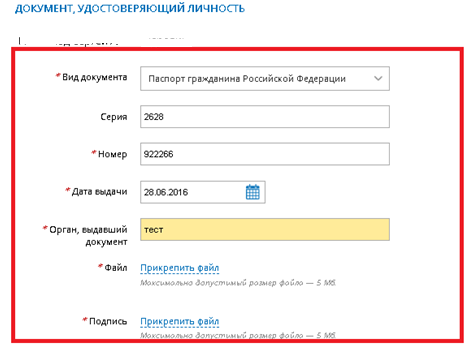 ДОКУМЕНТ, УДОСТОВЕРЯЮЩИЙ ЛИЧНОСТЬ
* Вид документа Паспорт гражданина Российской Федерации
Серия 2628
* Номер 922266
* Дата выдачи 28.06.2016
* Орган, выдавший тест
документ
* Файл Прикрепить файл
Максимально допустимый размер файла — 5 Мб.
* Подпись Прикрепить файл
Максимально допустимый размер файла — 5 Мб.